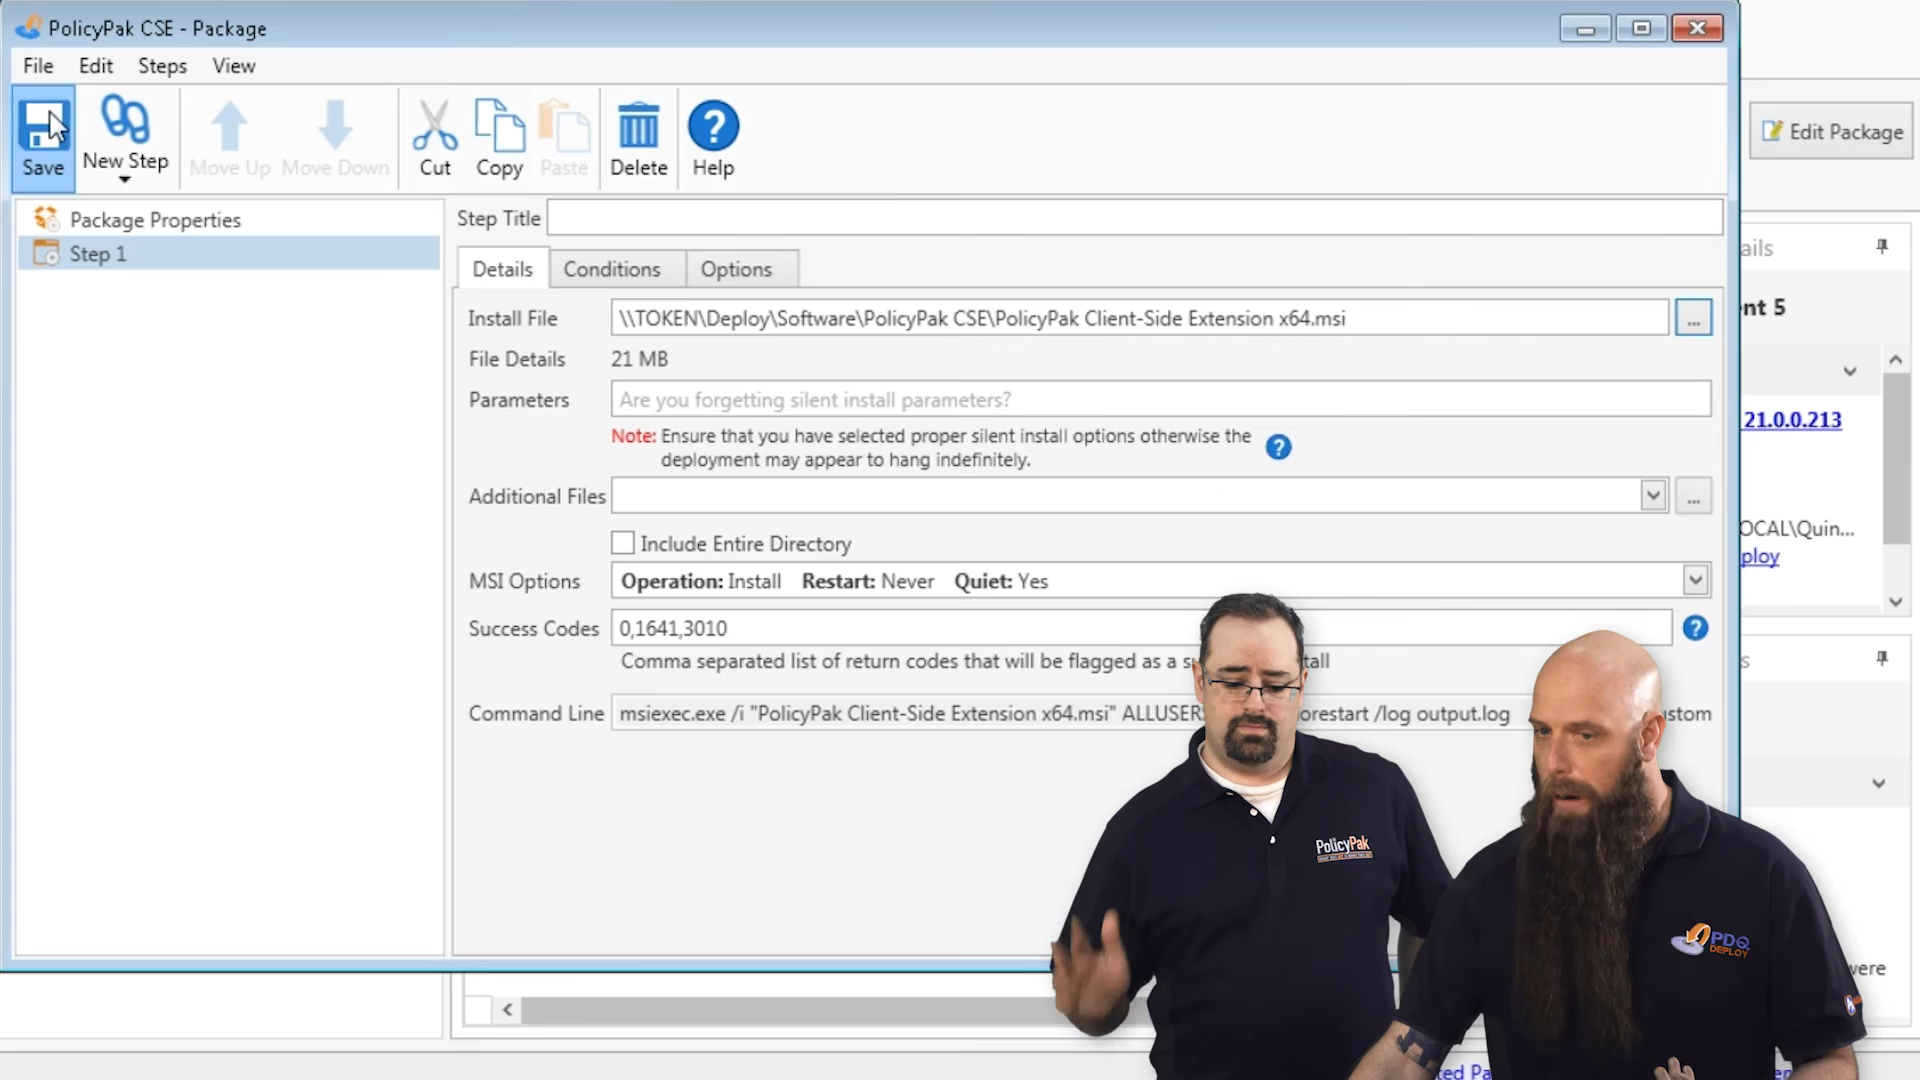 PolicyPak CSE - Package
File Edit Steps View
Save New Step Move Up Move Down Cut Copy Paste Delete Help
Edit Package
Package Properties
Step 1
Step Title
Details Conditions Options
Install File \\TOKEN\Deploy\Software\PolicyPak CSE\PolicyPak Client-Side Extension x64.msi ...
File Details 21 MB
Parameters Are you forgetting silent install parameters?
Note: Ensure that you have selected proper silent install options otherwise the
deployment may appear to hang indefinitely.
Additional Files ...
Include Entire Directory
MSI Options Operation: Install Restart: Never Quiet: Yes
Success Codes 0,1641,3010
Comma separated list of return codes that will be flagged as a
Command Line msiexec.exe /i "PolicyPak Client-Side Extension x64.msi" /log output.log
ails
nt 5
21.0.0.213
OCAL\Quin...
ploy
were
PolicyPak
PDQ
DEPLOY